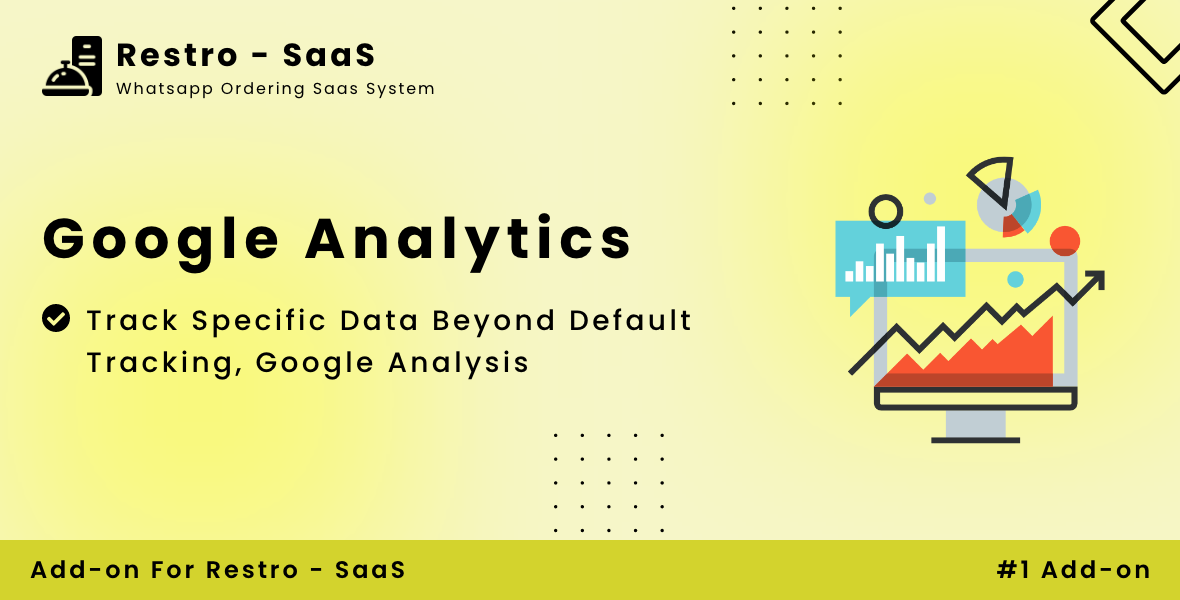 Restro - SaaS
Whatsapp Ordering Saas System
Google Analytics
Track Specific Data Beyond Default
Tracking, Google Analysis
Add-on For Restro - SaaS
#1 Add-on